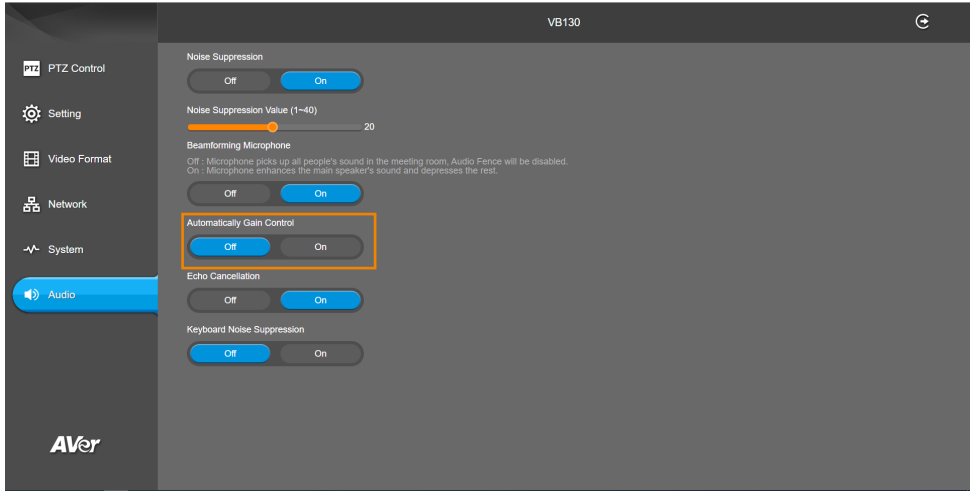 VB130
PTZ PTZ Control
Setting
Video Format
Network
System
Audio
AVer
Noise Suppression
Off On
Noise Suppression Value (1~40)
20
Beamforming Microphone
Off : Microphone picks up all people's sound in the meeting room, Audio Fence will be disabled.
On : Microphone enhances the main speaker's sound and depresses the rest.
Off On
Automatically Gain Control
Off On
Echo Cancellation
Off On
Keyboard Noise Suppression
Off On